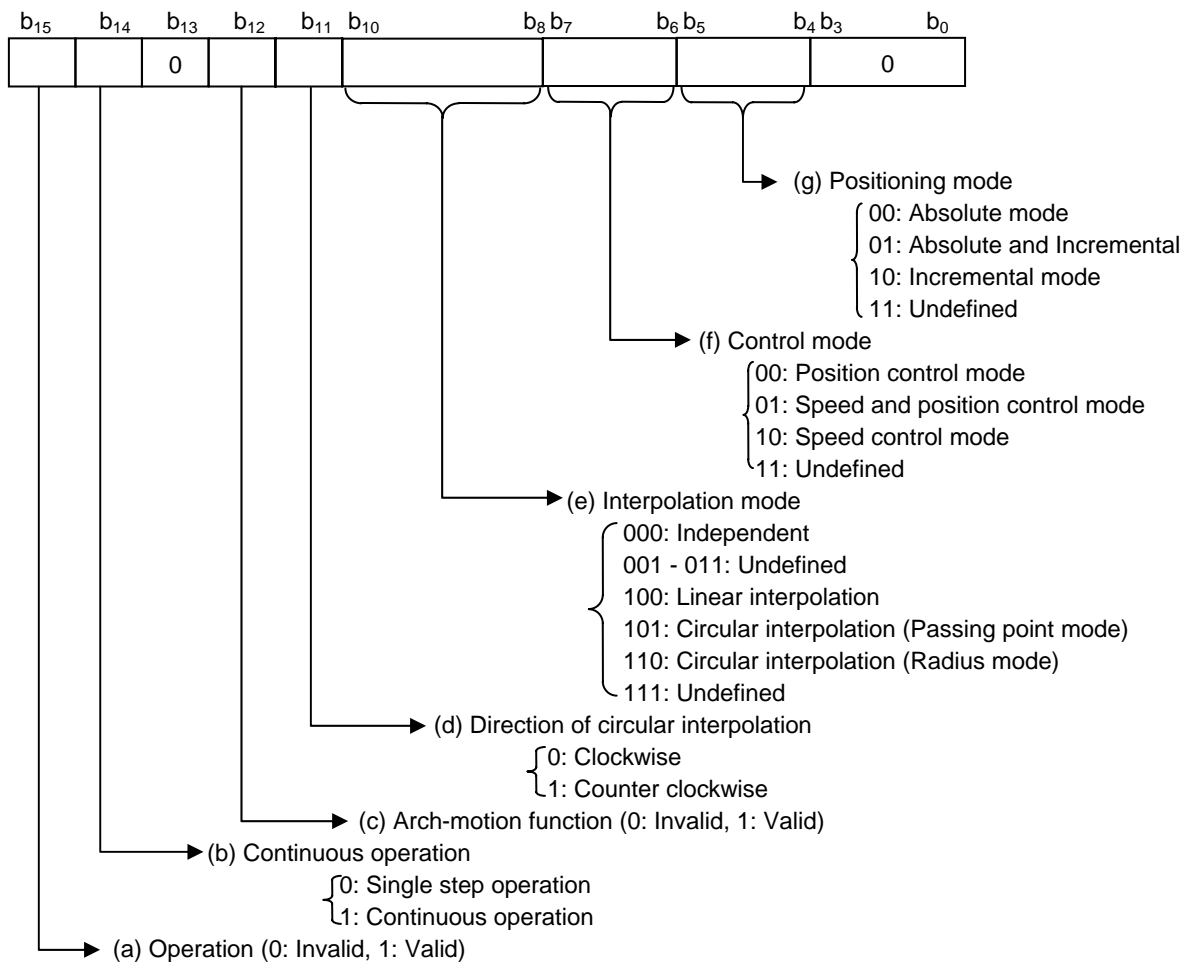 b15 b14 b13 b12 b11 b10 b8 b7 b6 b5 b4 b3 b0
0 0
(g) Positioning mode
00: Absolute mode
01: Absolute and Incremental
10: Incremental mode
11: Undefined
(f) Control mode
00: Position control mode
01: Speed and position control mode
10: Speed control mode
11: Undefined
(e) Interpolation mode
000: Independent
001 - 011: Undefined
100: Linear interpolation
101: Circular interpolation (Passing point mode)
110: Circular interpolation (Radius mode)
111: Undefined
(d) Direction of circular interpolation
0: Clockwise
1: Counter clockwise
(c) Arch-motion function (0: Invalid, 1: Valid)
(b) Continuous operation
0: Single step operation
1: Continuous operation
(a) Operation (0: Invalid, 1: Valid)